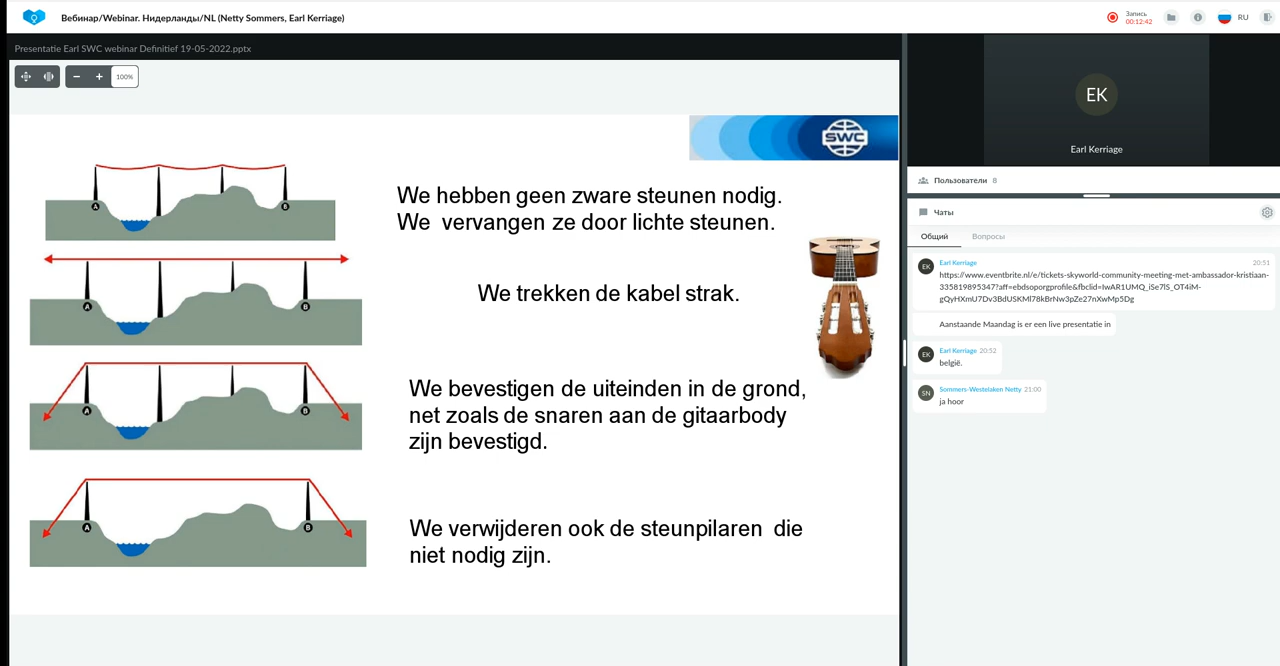 Вебинар/Webinar. Нидерланды/NL (Netty Sommers, Earl Kerriage)
Запись
00:12:42
RU
Presentatie Earl SWC webinar Definitief 19-05-2022.pptx
100%
SWC
We hebben geen zware steunen nodig.
We vervangen ze door lichte steunen.
A
B
We trekken de kabel strak.
A
B
We bevestigen de uiteinden in de grond,
net zoals de snaren aan de gitaarbody
zijn bevestigd.
A
B
We verwijderen ook de steunpilaren die
niet nodig zijn.
A
B
EK
Earl Kerriage
Пользователи 8
Чаты
Общий
Вопросы
EK
Earl Kerriage
20:51
https://www.eventbrite.nl/e/tickets-skyworld-community-meeting-met-ambassador-kristiaan-
335819895347?aff=ebdsoporgprofile&fbclid=IwAR1UMQ_iSe7lS_OT4iM-
gQyHXmU7Dv3BdUSKMl78kBrNw3pZe27nXwMp5Dg
Aanstaande Maandag is er een live presentatie in
EK
Earl Kerriage 20:52
belgië.
SN
Sommers-Westelaken Netty 21:00
ja hoor